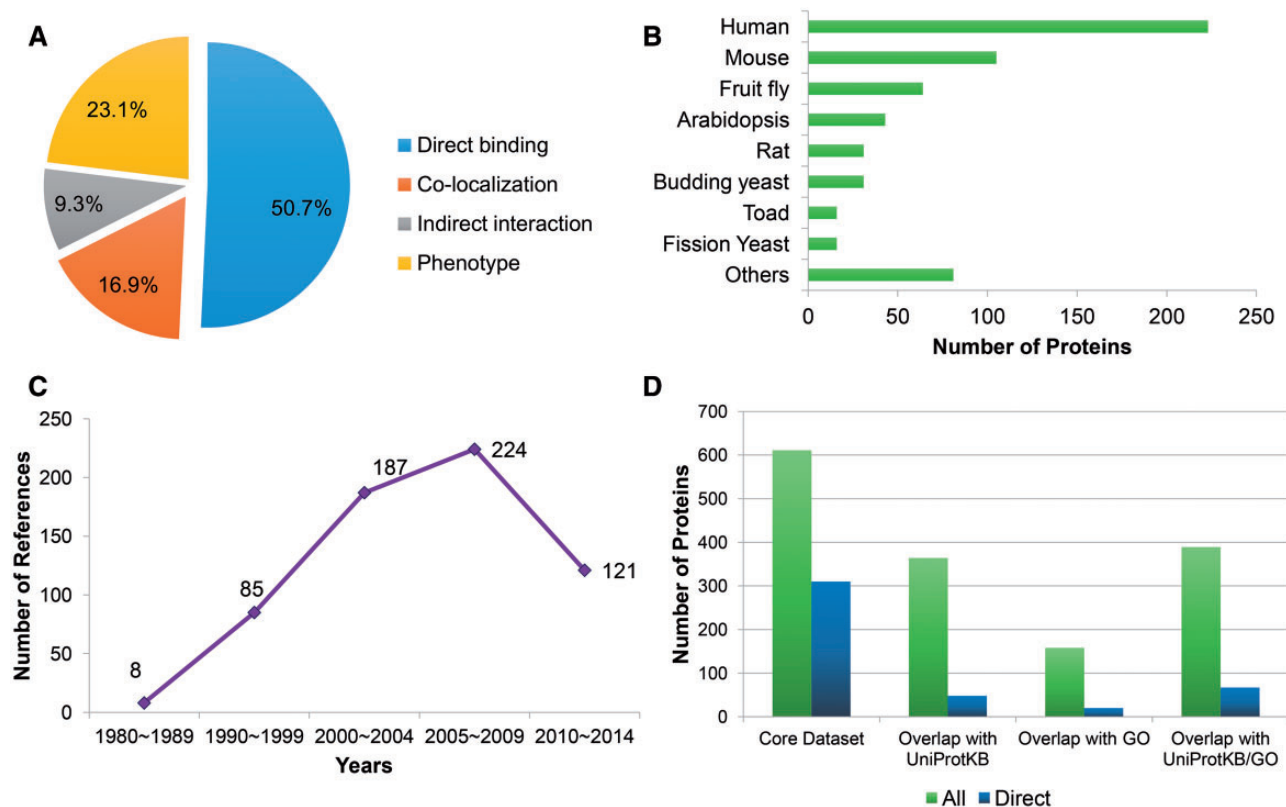 A
23.1%
9.3%
16.9%
50.7%
Direct binding
Co-localization
Indirect interaction
Phenotype
B
Human
Mouse
Fruit fly
Arabidopsis
Rat
Budding yeast
Toad
Fission Yeast
Others
0
50
100
150
200
250
Number of Proteins
C
Number of References
250
200
150
100
50
0
8
85
187
224
121
1980~1989
1990~1999
2000~2004
2005~2009
2010~2014
Years
D
Number of Proteins
700
600
500
400
300
200
100
0
Core Dataset
Overlap with
UniProtKB
Overlap with GO
Overlap with
UniProtKB/GO
All
Direct